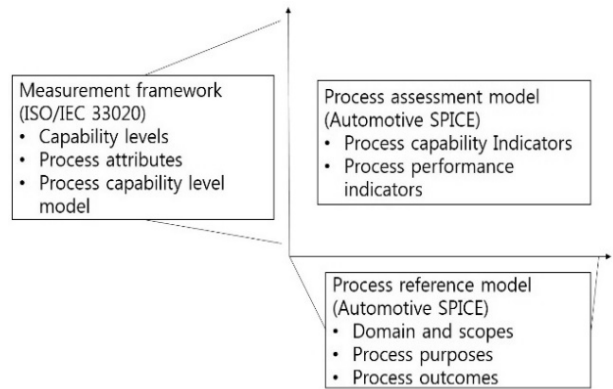 Measurement framework
(ISO/IEC 33020)
• Capability levels
• Process attributes
• Process capability level
model
Process assessment model
(Automotive SPICE)
• Process capability Indicators
• Process performance
indicators
Process reference model
(Automotive SPICE)
• Domain and scopes
• Process purposes
• Process outcomes